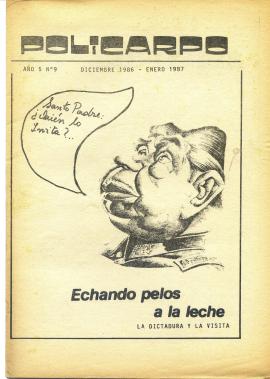 POLICARPO
AÑO 5 Nº9 DICIEMBRE 1986 - ENERO 1987
Santo Padre:
¿Quién lo
Invita?..
Echando pelos
a la leche
LA DICTADURA Y LA VISITA